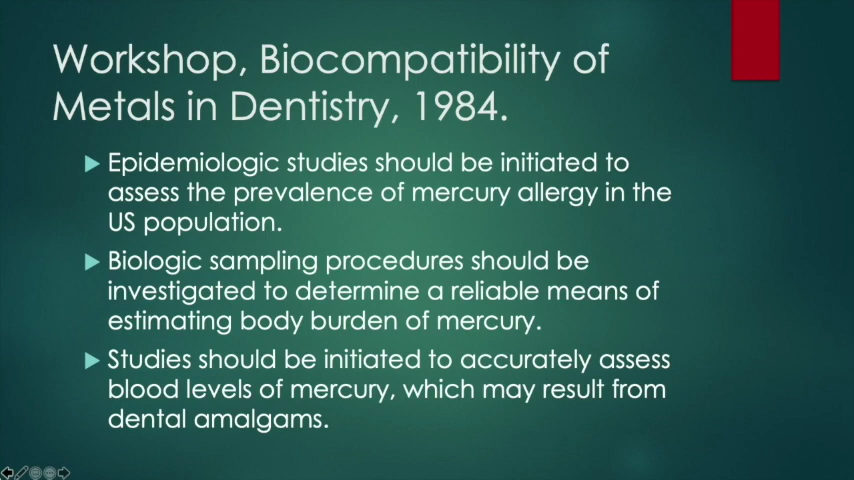 Workshop, Biocompatibility of
Metals in Dentistry, 1984.
Epidemiologic studies should be initiated to
assess the prevalence of mercury allergy in the
US population.
Biologic sampling procedures should be
investigated to determine a reliable means of
estimating body burden of mercury.
Studies should be initiated to accurately assess
blood levels of mercury, which may result from
dental amalgams.